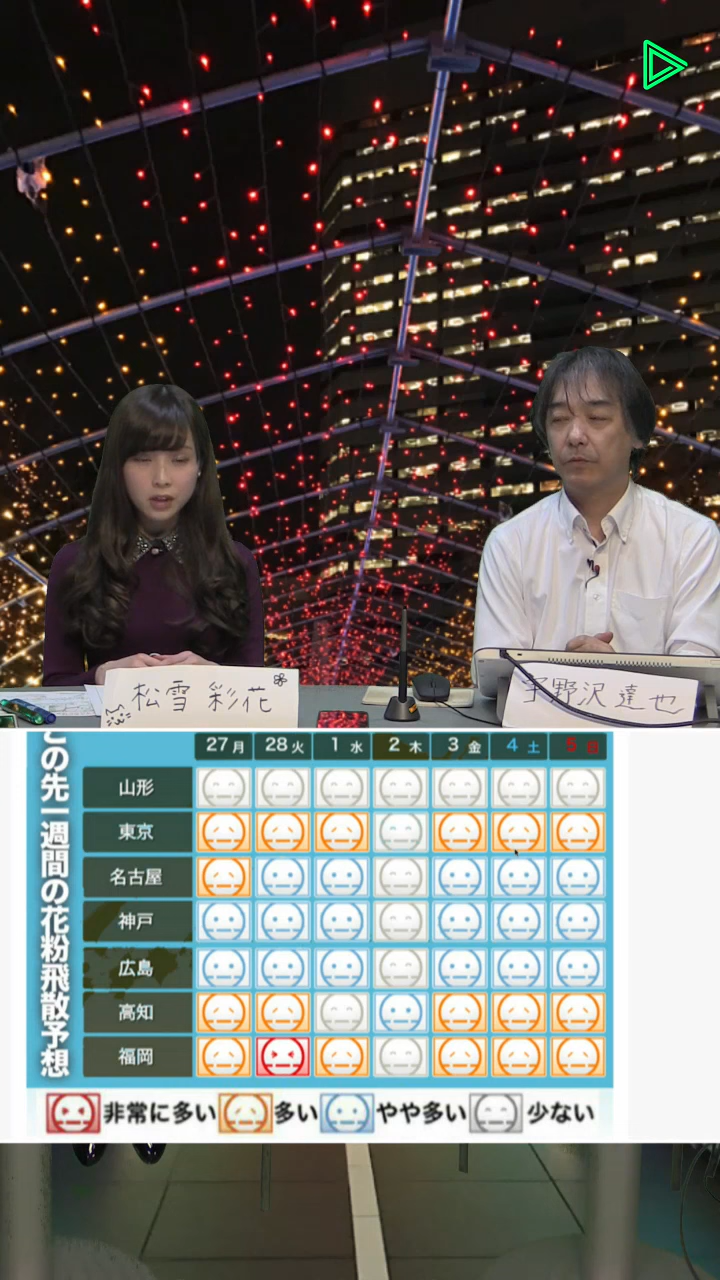 松雪 彩花
宇野沢達也
この先一週間の花粉飛散予想
27月 28火 1水 2木 3金 4土 5日
山形
東京
名古屋
神戸
広島
高知
福岡
非常に多い 多い やや多い 少ない